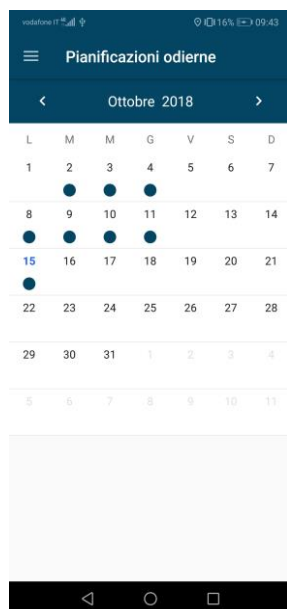 vodafone IT 16% 09:43
Pianificazioni odierne
Ottobre 2018
L M M G V S D
1 2 3 4 5 6 7
8 9 10 11 12 13 14
15 16 17 18 19 20 21
22 23 24 25 26 27 28
29 30 31 1 2 3 4
5 6 7 8 9 10 11